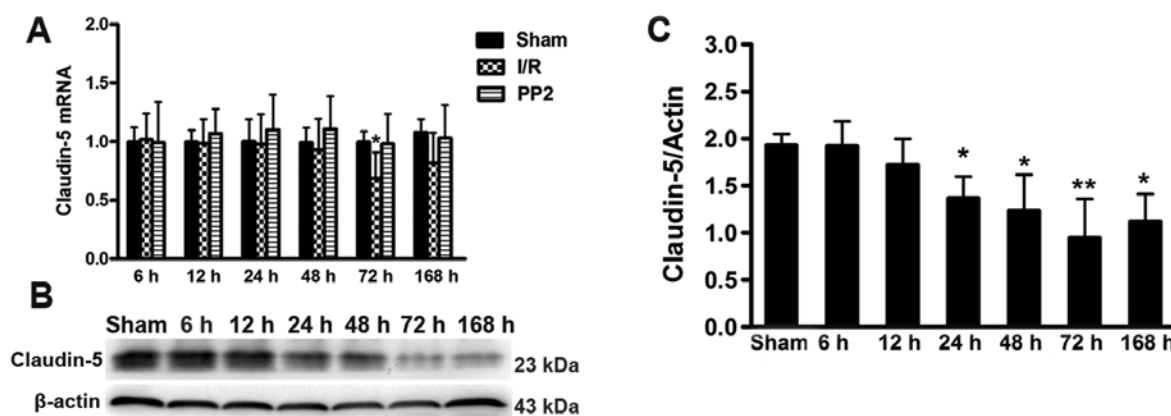 A
Claudin-5 mRNA
2.0
1.5
1.0
0.5
0.0
*
6 h 12 h 24 h 48 h 72 h 168 h
Sham
I/R
PP2
B
Sham 6 h 12 h 24 h 48 h 72 h 168 h
Claudin-5 23 kDa
β-actin 43 kDa
C
Claudin-5/Actin
3.0
2.5
2.0
1.5
1.0
0.5
0.0
* * ** *
Sham 6 h 12 h 24 h 48 h 72 h 168 h